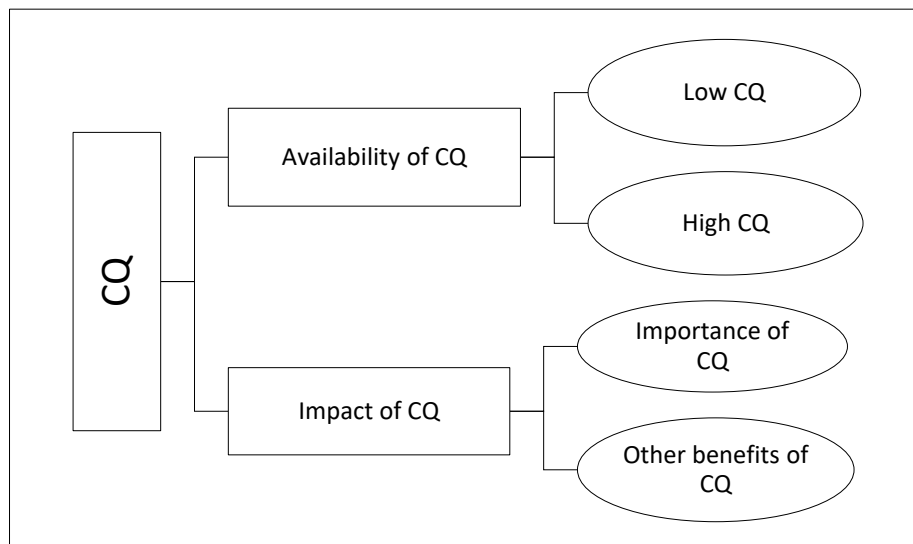 CQ
Availability of CQ
Low CQ
High CQ
Impact of CQ
Importance of
CQ
Other benefits of
CQ